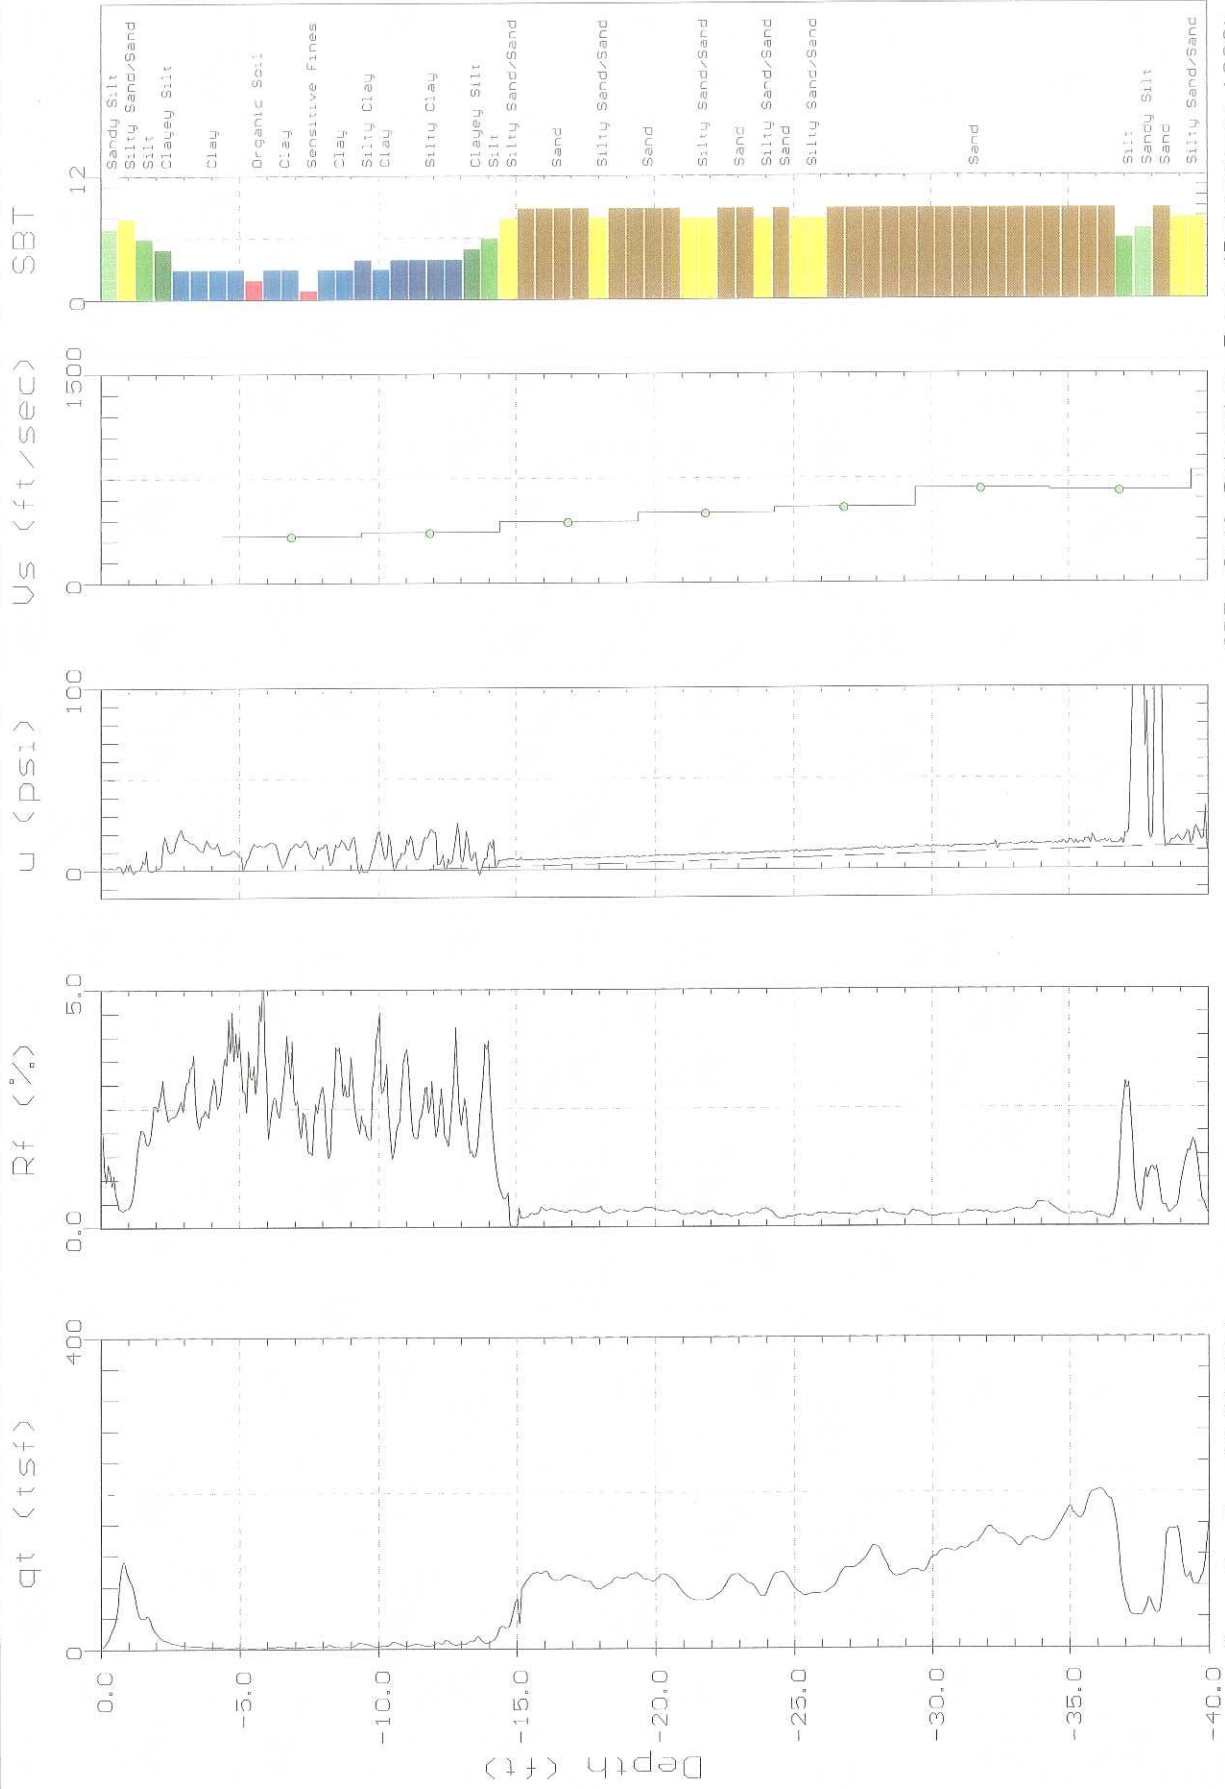 qt (tsf)
Rf (%)
U (psi)
Vs (ft/sec)
SBT
0
400
0.0
5.0
0
100
0
1500
0
12
Depth (ft)
0.0
-5.0
-10.0
-15.0
-20.0
-25.0
-30.0
-35.0
-40.0
Sandy Silt
Silty Sand/Sand
Silt
Clayey Silt
Clay
Organic Soil
Clay
Sensitive Fines
Clay
Silty Clay
Clay
Silty Clay
Clayey Silt
Silt
Silty Sand/Sand
Sand
Silty Sand/Sand
Sand
Silty Sand/Sand
Sand
Silty Sand/Sand
Sand
Silty Sand/Sand
Sand
Silt
Sandy Silt
Sand
Silty Sand/Sand